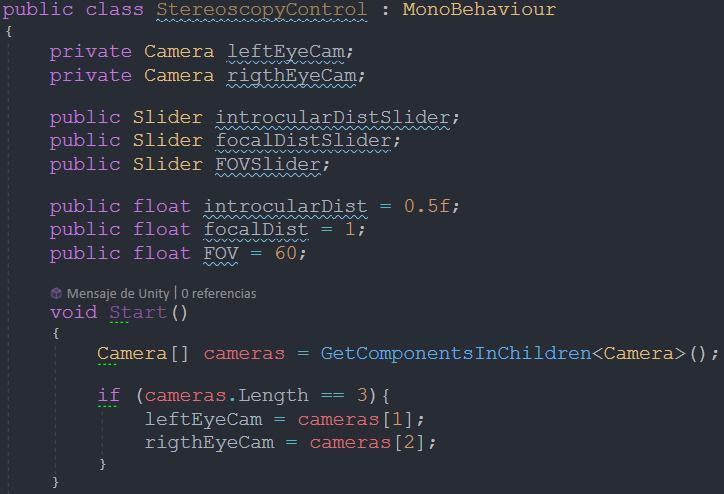 public class StereoscopyControl : MonoBehaviour
{
private Camera leftEyeCam;
private Camera rigthEyeCam;
public Slider introcularDistSlider;
public Slider focalDistSlider;
public Slider FOVSlider;
public float introcularDist = 0.5f;
public float focalDist = 1;
public float FOV = 60;
Mensaje de Unity | 0 referencias
void Start()
{
Camera[] cameras = GetComponentsInChildren<Camera>();
if (cameras.Length == 3){
leftEyeCam = cameras[1];
rigthEyeCam = cameras[2];
}
}